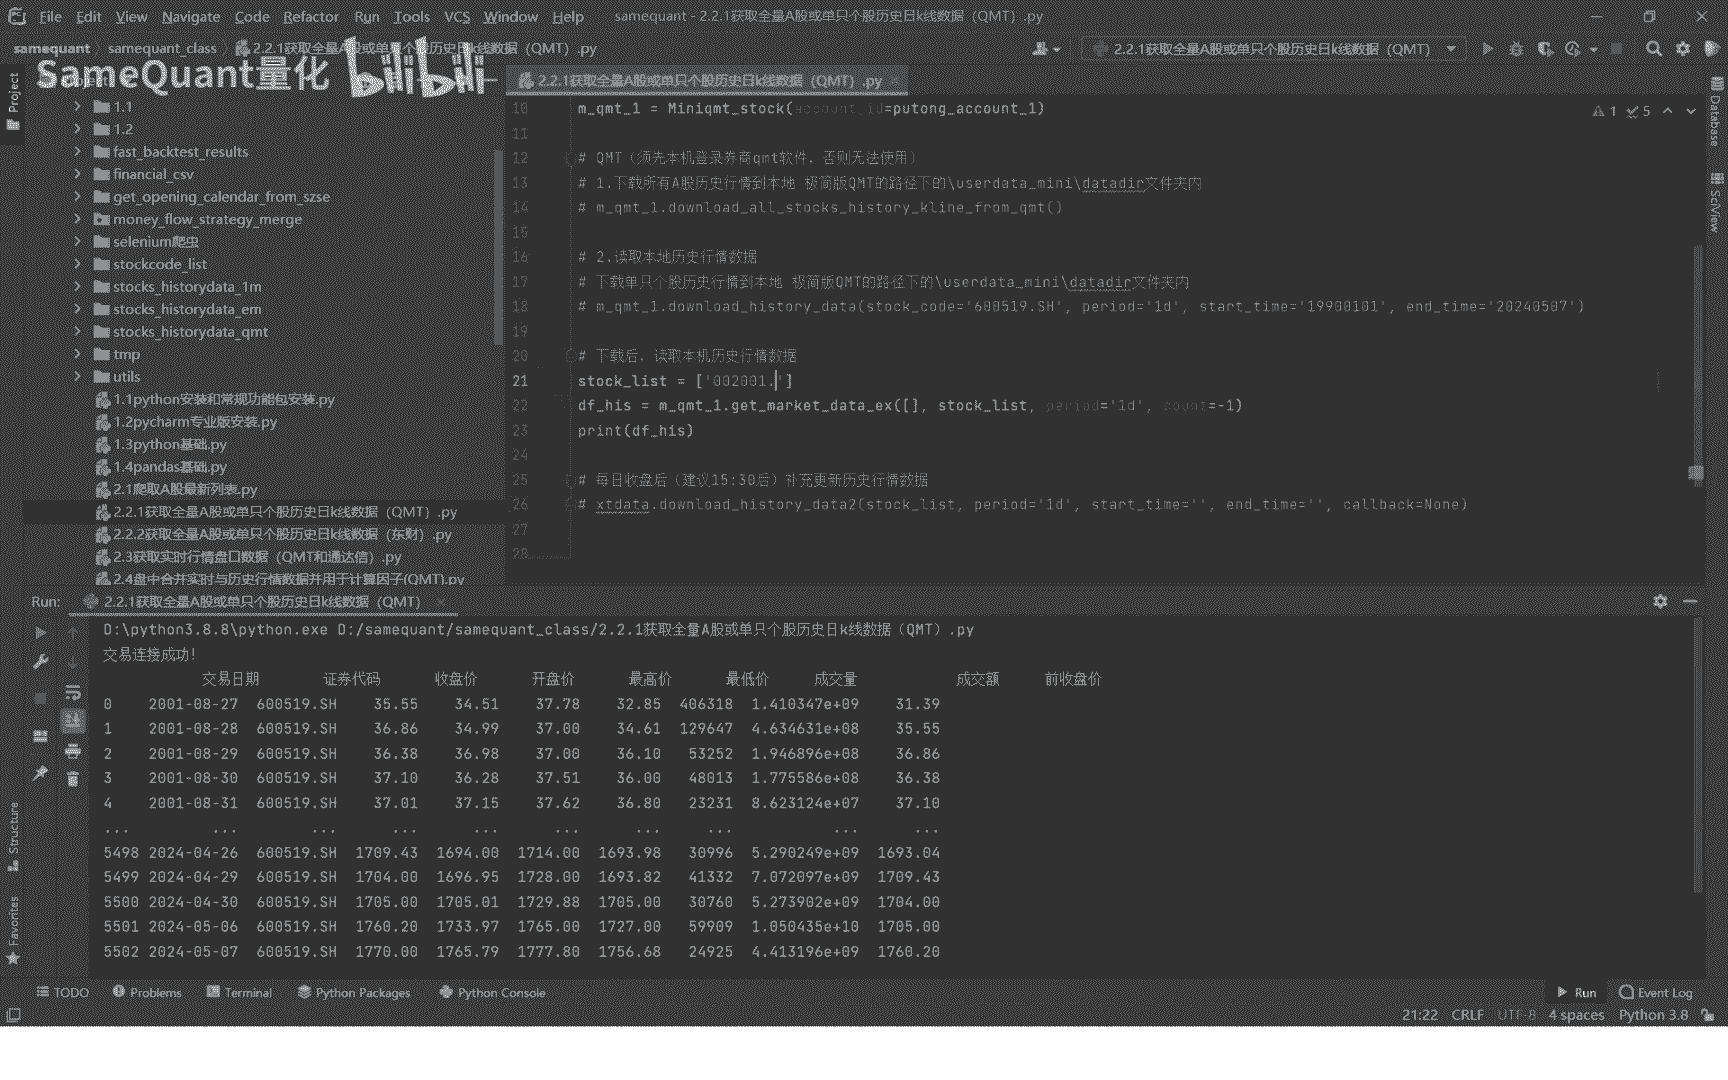 File Edit View Navigate Code Refactor Run Tools VCS Window Help samequant - 2.2.1获取全量A股或单只个股历史日k线数据（QMT）.py
samequant samequant_class 2.2.1获取全量A股或单只个股历史日k线数据（QMT）.py
2.2.1获取全量A股或单只个股历史日k线数据（QMT）
SameQuant量化 bilibili
2.2.1获取全量A股或单只个股历史日k线数据（QMT）.py
Project
1.1
1.2
fast_backtest_results
financial_csv
get_opening_calendar_from_szse
money_flow_strategy_merge
selenium爬虫
stockcode_list
stocks_historydata_1m
stocks_historydata_em
stocks_historydata_qmt
tmp
utils
1.1python安装和常规功能包安装.py
1.2pycharm专业版安装.py
1.3python基础.py
1.4pandas基础.py
2.1爬取A股最新列表.py
2.2.1获取全量A股或单只个股历史日k线数据（QMT）.py
2.2.2获取全量A股或单只个股历史日k线数据（东财）.py
2.3获取实时行情盘口数据（QMT和通达信）.py
2.4盘中合并实时与历史行情数据并用于计算因子(QMT).py
10 m_qmt_1 = Miniqmt_stock(account_id=putong_account_1)
11
12 # QMT（须先本机登录券商qmt软件，否则无法使用）
13 # 1.下载所有A股历史行情到本地 极简版QMT的路径下的\userdata_mini\datadir文件夹内
14 # m_qmt_1.download_all_stocks_history_kline_from_qmt()
15
16 # 2.读取本地历史行情数据
17 # 下载单只个股历史行情到本地 极简版QMT的路径下的\userdata_mini\datadir文件夹内
18 # m_qmt_1.download_history_data(stock_code='600519.SH', period='1d', start_time='19900101', end_time='20240507')
19
20 # 下载后，读取本机历史行情数据
21 stock_list = ['002001.']
22 df_his = m_qmt_1.get_market_data_ex([], stock_list, period='1d', count=-1)
23 print(df_his)
24
25 # 每日收盘后（建议15:30后）补充更新历史行情数据
26 # xtdata.download_history_data2(stock_list, period='1d', start_time='', end_time='', callback=None)
27
28
1 5
Database
SciView
Run: 2.2.1获取全量A股或单只个股历史日k线数据（QMT）
D:\python3.8.8\python.exe D:/samequant/samequant_class/2.2.1获取全量A股或单只个股历史日k线数据（QMT）.py
交易连接成功!
交易日期 证券代码 收盘价 开盘价 最高价 最低价 成交量 成交额 前收盘价
0 2001-08-27 600519.SH 35.55 34.51 37.78 32.85 406318 1.410347e+09 31.39
1 2001-08-28 600519.SH 36.86 34.99 37.00 34.61 129647 4.634631e+08 35.55
2 2001-08-29 600519.SH 36.38 36.98 37.00 36.10 53252 1.946896e+08 36.86
3 2001-08-30 600519.SH 37.10 36.28 37.51 36.00 48013 1.775586e+08 36.38
4 2001-08-31 600519.SH 37.01 37.15 37.62 36.80 23231 8.623124e+07 37.10
... ... ... ... ... ... ... ... ... ...
5498 2024-04-26 600519.SH 1709.43 1694.00 1714.00 1693.98 30996 5.290249e+09 1693.04
5499 2024-04-29 600519.SH 1704.00 1696.95 1728.00 1693.82 41332 7.072097e+09 1709.43
5500 2024-04-30 600519.SH 1705.00 1705.01 1729.88 1705.00 30760 5.273902e+09 1704.00
5501 2024-05-06 600519.SH 1760.20 1733.97 1765.00 1727.00 59909 1.050435e+10 1705.00
5502 2024-05-07 600519.SH 1770.00 1765.79 1777.80 1756.68 24925 4.413196e+09 1760.20
Structure
Favorites
TODO Problems Terminal Python Packages Python Console Run Event Log
21:22 CRLF UTF-8 4 spaces Python 3.8